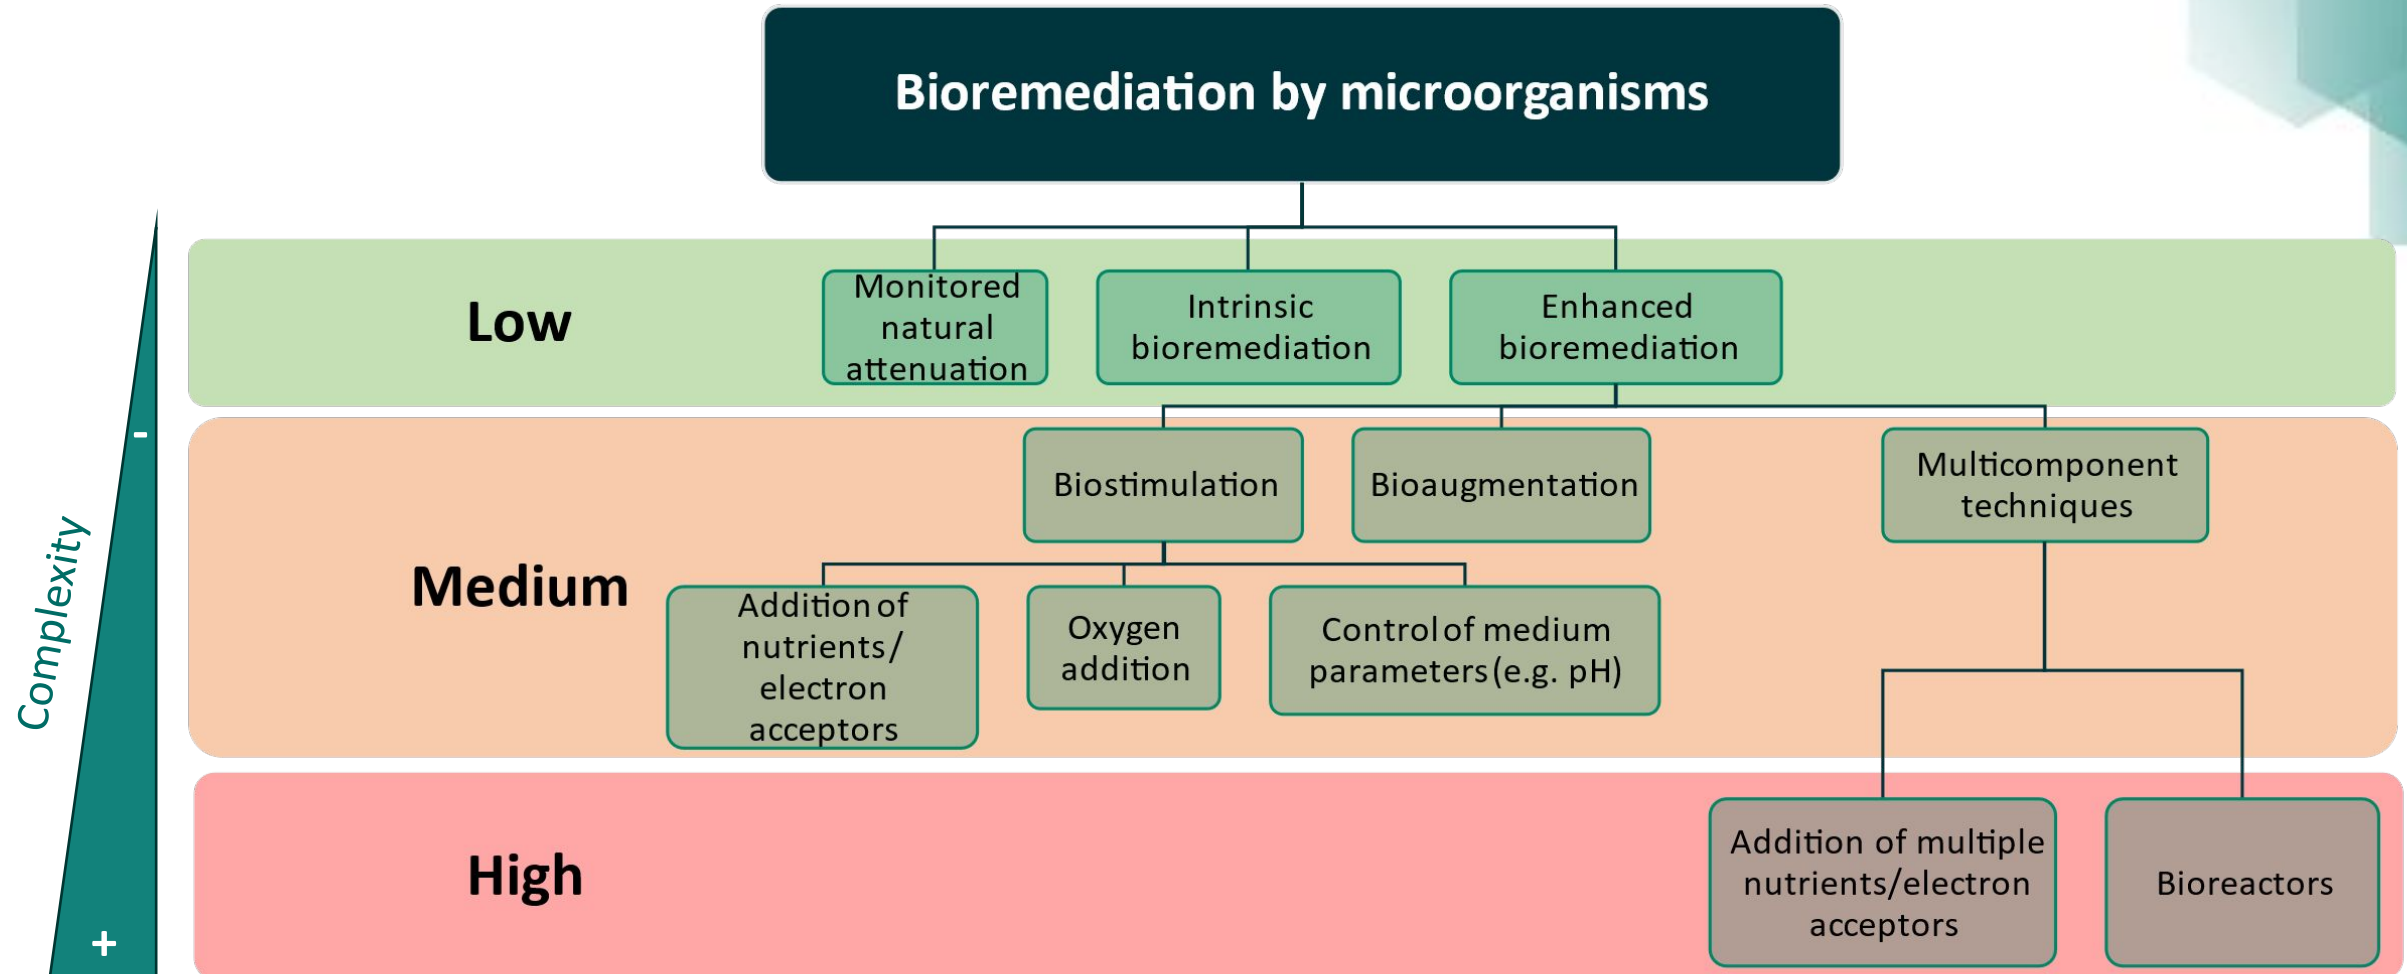 Bioremediation by microorganisms
Low
Monitored
natural
attenuation
Intrinsic
bioremediation
Enhanced
bioremediation
-
Complexity
+
Medium
Biostimulation
Bioaugmentation
Multicomponent
techniques
Addition of
nutrients/
electron
acceptors
Oxygen
addition
Control of medium
parameters (e.g. pH)
High
Addition of multiple
nutrients/electron
acceptors
Bioreactors